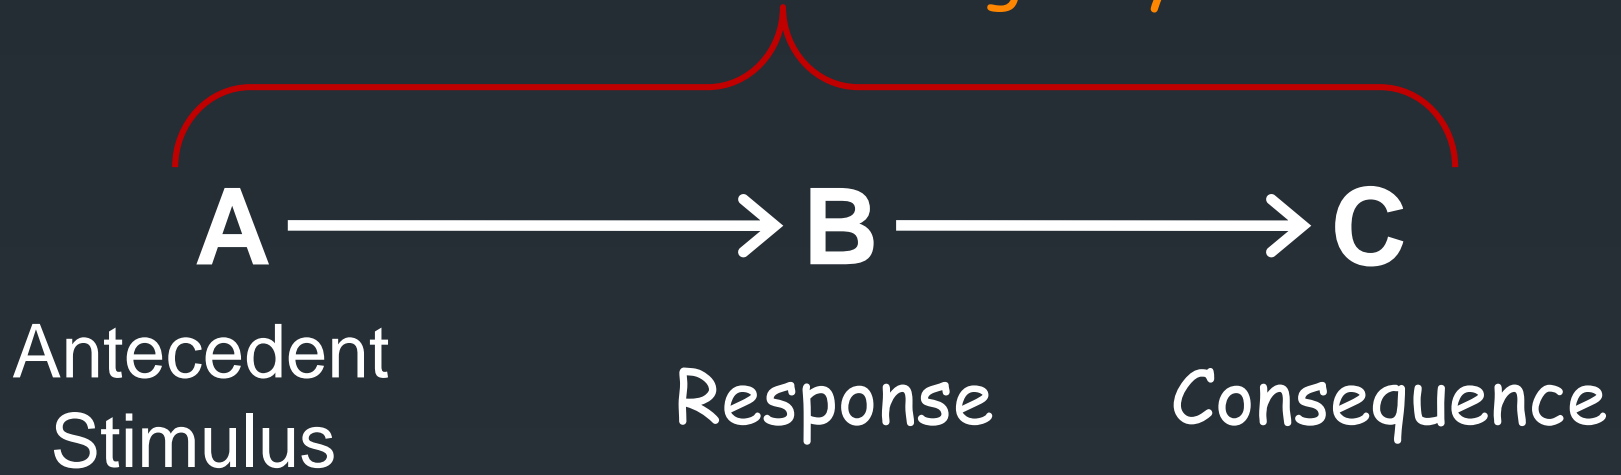 A B C
Antecedent
Stimulus
Response
Consequence